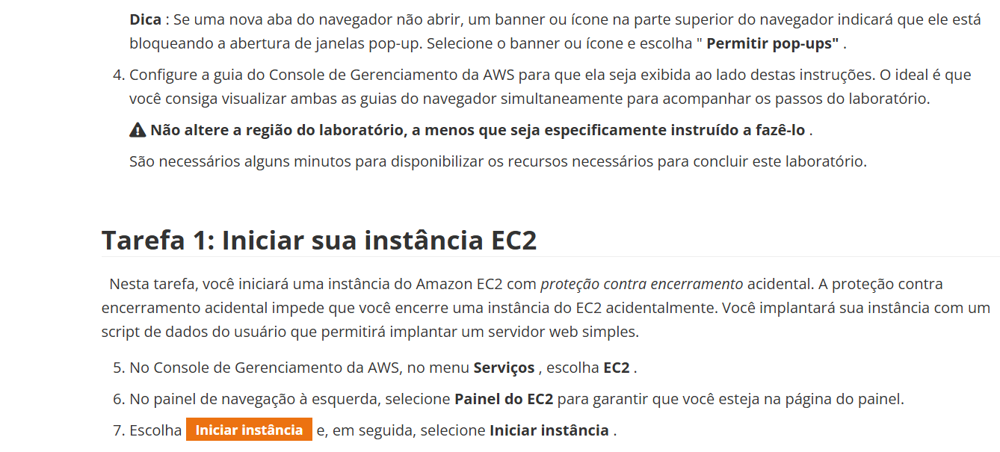 Dica : Se uma nova aba do navegador não abrir, um banner ou ícone na parte superior do navegador indicará que ele está
bloqueando a abertura de janelas pop-up. Selecione o banner ou ícone e escolha " Permitir pop-ups" .
4. Configure a guia do Console de Gerenciamento da AWS para que ela seja exibida ao lado destas instruções. O ideal é que
você consiga visualizar ambas as guias do navegador simultaneamente para acompanhar os passos do laboratório.
Não altere a região do laboratório, a menos que seja especificamente instruído a fazê-lo .
São necessários alguns minutos para disponibilizar os recursos necessários para concluir este laboratório.
Tarefa 1: Iniciar sua instância EC2
Nesta tarefa, você iniciará uma instância do Amazon EC2 com proteção contra encerramento acidental. A proteção contra
encerramento acidental impede que você encerre uma instância do EC2 acidentalmente. Você implantará sua instância com um
script de dados do usuário que permitirá implantar um servidor web simples.
5. No Console de Gerenciamento da AWS, no menu Serviços , escolha EC2 .
6. No painel de navegação à esquerda, selecione Painel do EC2 para garantir que você esteja na página do painel.
7. Escolha Iniciar instância e, em seguida, selecione Iniciar instância .